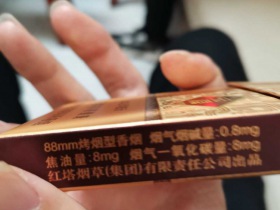 88mm烤烟型香烟 烟气烟碱量:0.8mg
焦油量:8mg 烟气一氧化碳量:8mg
红塔烟草(集团)有限责任公司出品